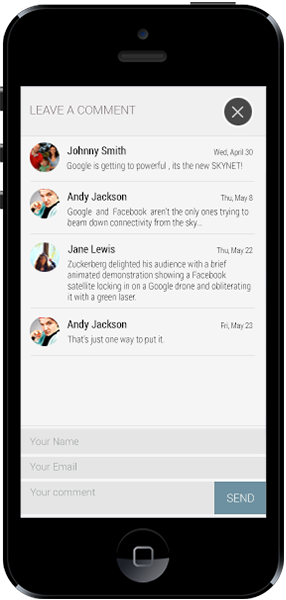 LEAVE A COMMENT
Johnny Smith Wed, April 30
Google is getting to powerful , its the new SKYNET!
Andy Jackson Thu, May 8
Google and Facebook aren't the only ones trying to
beam down connectivity from the sky...
Jane Lewis Thu, May 22
Zuckerberg delighted his audience with a brief
animated demonstration showing a Facebook
satellite locking in on a Google drone and obliterating
it with a green laser.
Andy Jackson Fri, May 23
That's just one way to put it.
Your Name
Your Email
Your comment
SEND